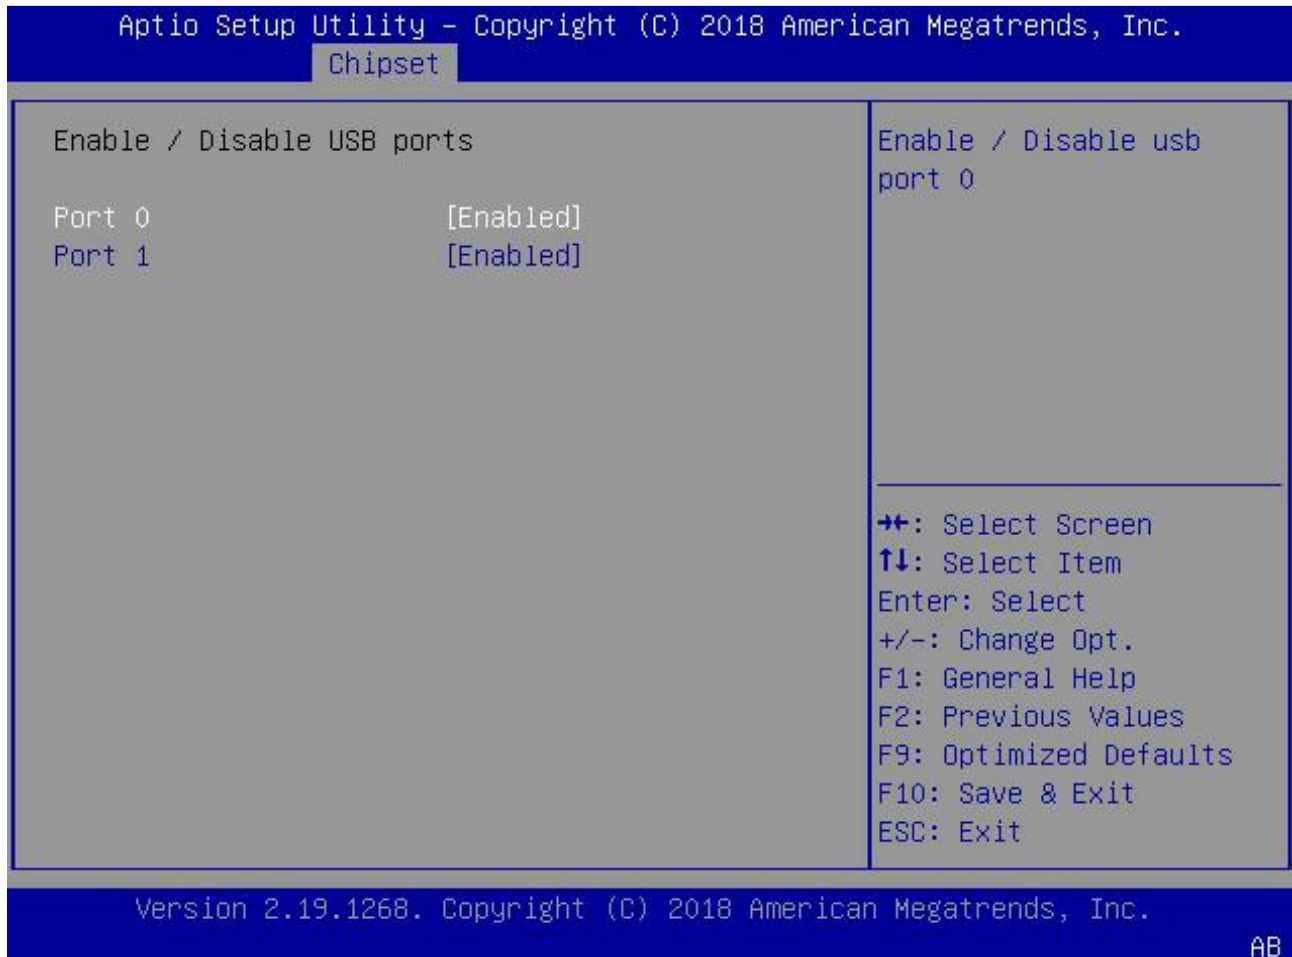 Aptio Setup Utility – Copyright (C) 2018 American Megatrends, Inc.
Chipset
Enable / Disable USB ports
Port 0 [Enabled]
Port 1 [Enabled]
Enable / Disable usb
port 0
→←: Select Screen
↑↓: Select Item
Enter: Select
+/-: Change Opt.
F1: General Help
F2: Previous Values
F9: Optimized Defaults
F10: Save & Exit
ESC: Exit
Version 2.19.1268. Copyright (C) 2018 American Megatrends, Inc.
AB